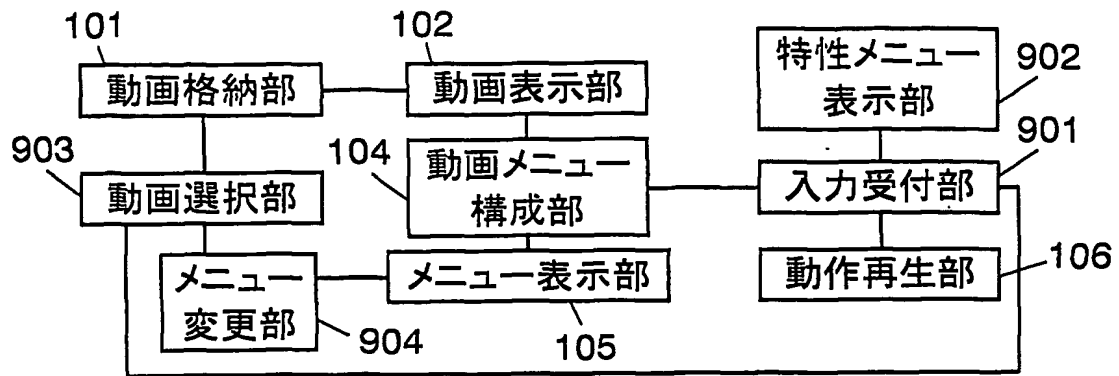 101
102
動画格納部
動画表示部
特性メニュー
表示部
902
903
104
901
動画選択部
動画メニュー
構成部
入力受付部
メニュー
変更部
メニュー表示部
動作再生部
106
904
105